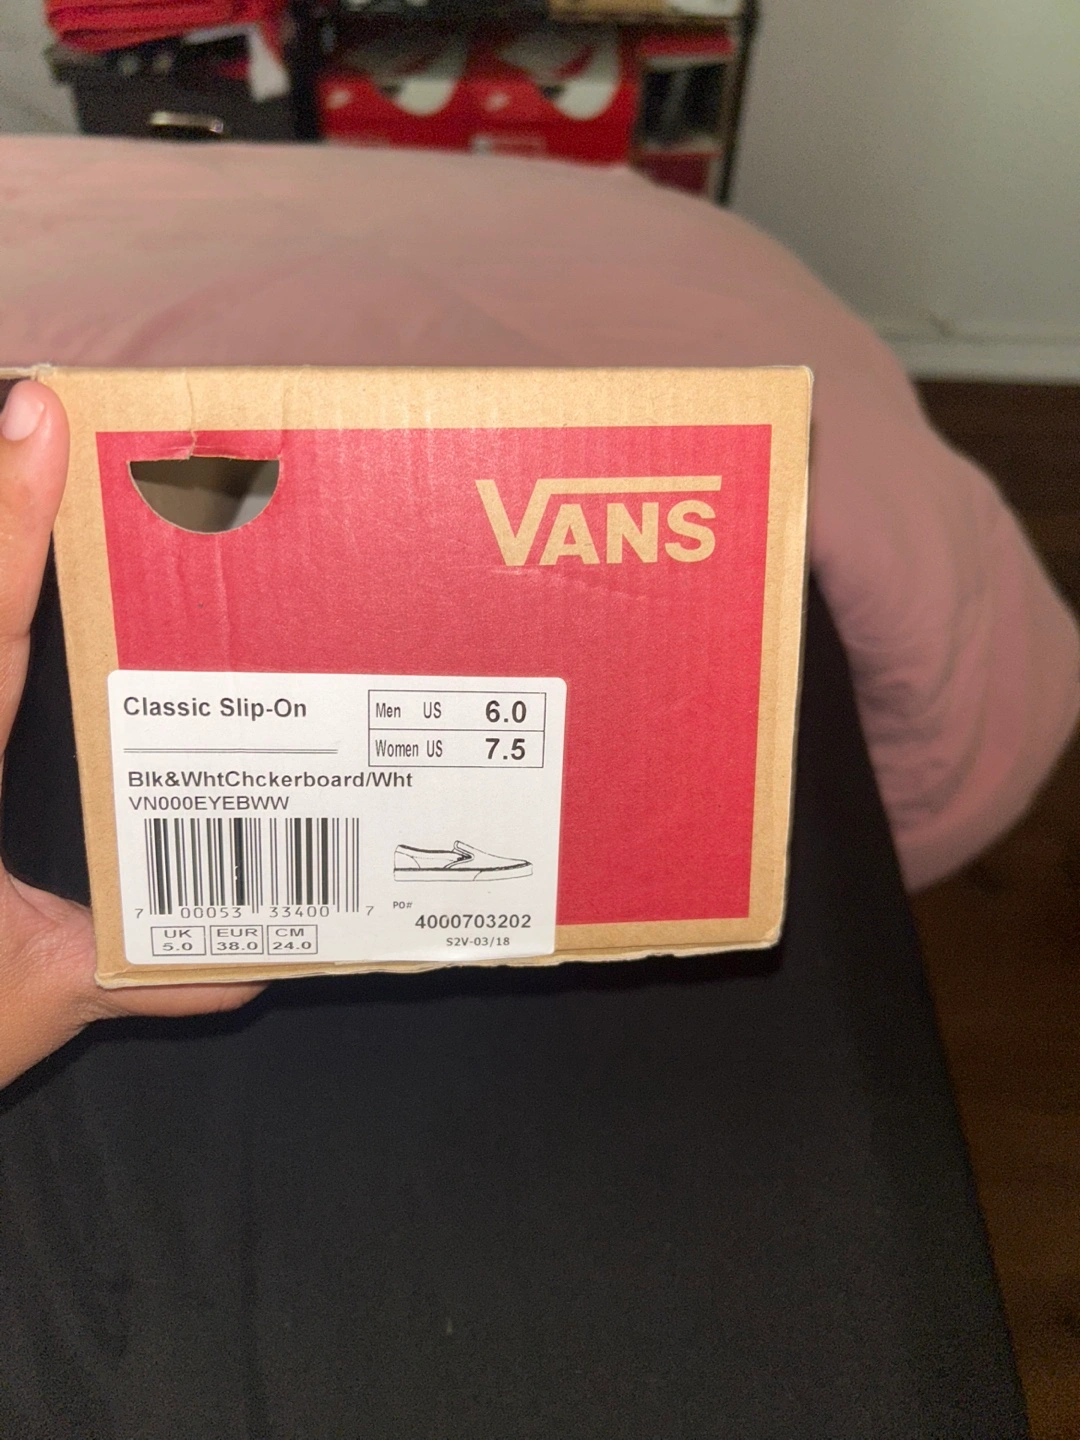 VANS
Classic Slip-On
Men US 6.0
Women US 7.5
Blk&WhtChckerboard/Wht
VN000EYEBWW
7 00053 33400 7
PO#
4000703202
S2V-03/18
UK 5.0
EUR 38.0
CM 24.0